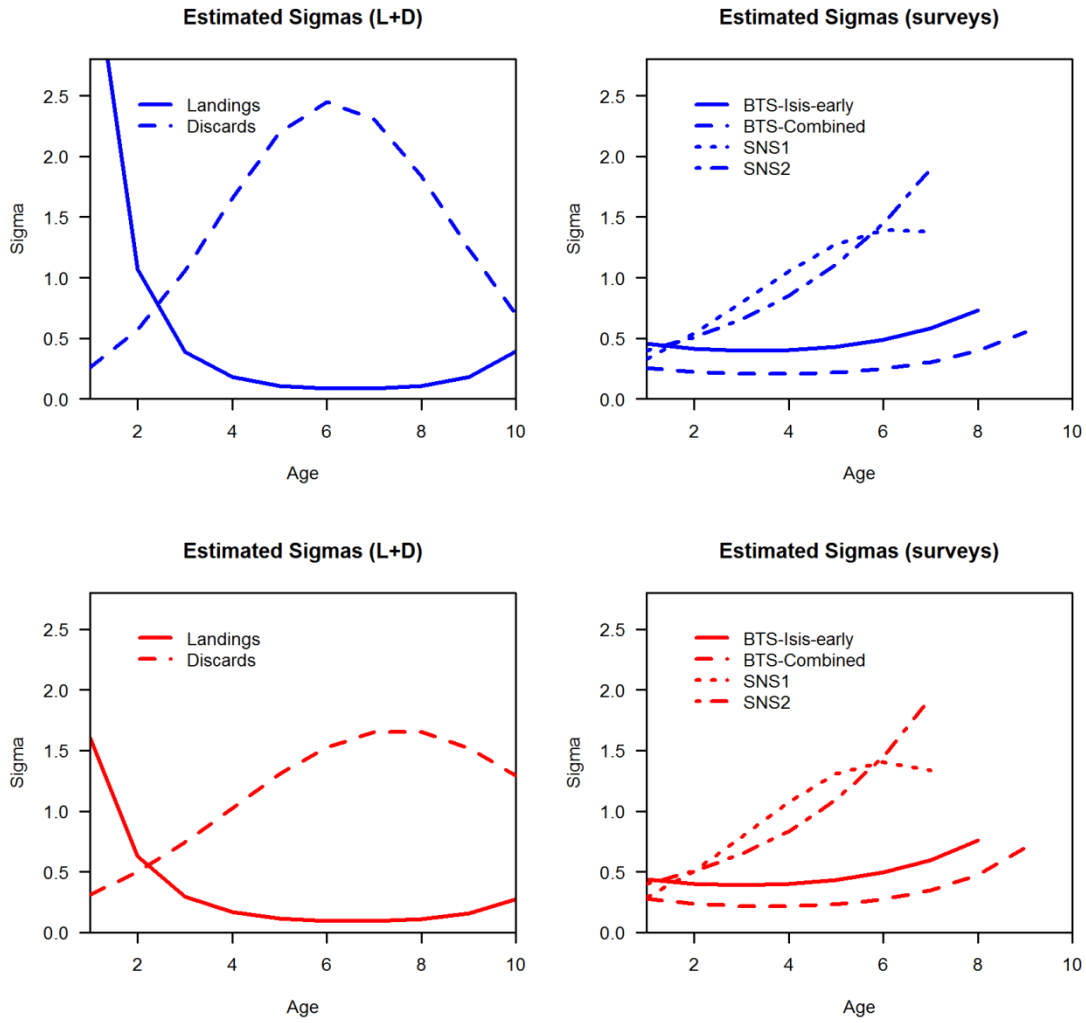 Estimated Sigmas (L+D)
Sigma
2.5
2.0
1.5
1.0
0.5
0.0
Landings
Discards
2 4 6 8 10
Age
Estimated Sigmas (surveys)
Sigma
2.5
2.0
1.5
1.0
0.5
0.0
BTS-Isis-early
BTS-Combined
SNS1
SNS2
2 4 6 8 10
Age
Estimated Sigmas (L+D)
Sigma
2.5
2.0
1.5
1.0
0.5
0.0
Landings
Discards
2 4 6 8 10
Age
Estimated Sigmas (surveys)
Sigma
2.5
2.0
1.5
1.0
0.5
0.0
BTS-Isis-early
BTS-Combined
SNS1
SNS2
2 4 6 8 10
Age